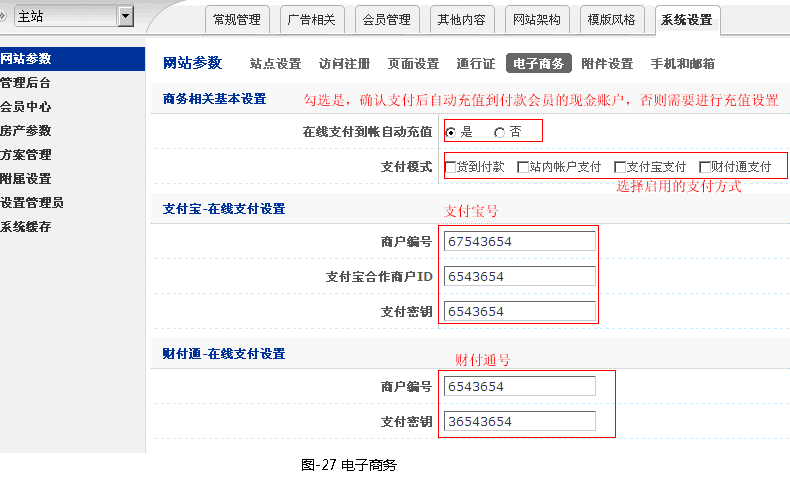 主站
常规管理 广告相关 会员管理 其他内容 网站架构 模版风格 系统设置
网站参数
管理后台
会员中心
房产参数
方案管理
附属设置
设置管理员
系统缓存
网站参数 站点设置 访问注册 页面设置 通行证 电子商务 附件设置 手机和邮箱
商务相关基本设置 勾选是，确认支付后自动充值到付款会员的现金账户，否则需要进行充值设置
在线支付到帐自动充值 是 否
支付模式 货到付款 站内帐户支付 支付宝支付 财付通支付
选择启用的支付方式
支付宝-在线支付设置 支付宝号
商户编号 67543654
支付宝合作商户ID 6543654
支付密钥 6543654
财付通-在线支付设置 财付通号
商户编号 6543654
支付密钥 36543654
图-27 电子商务